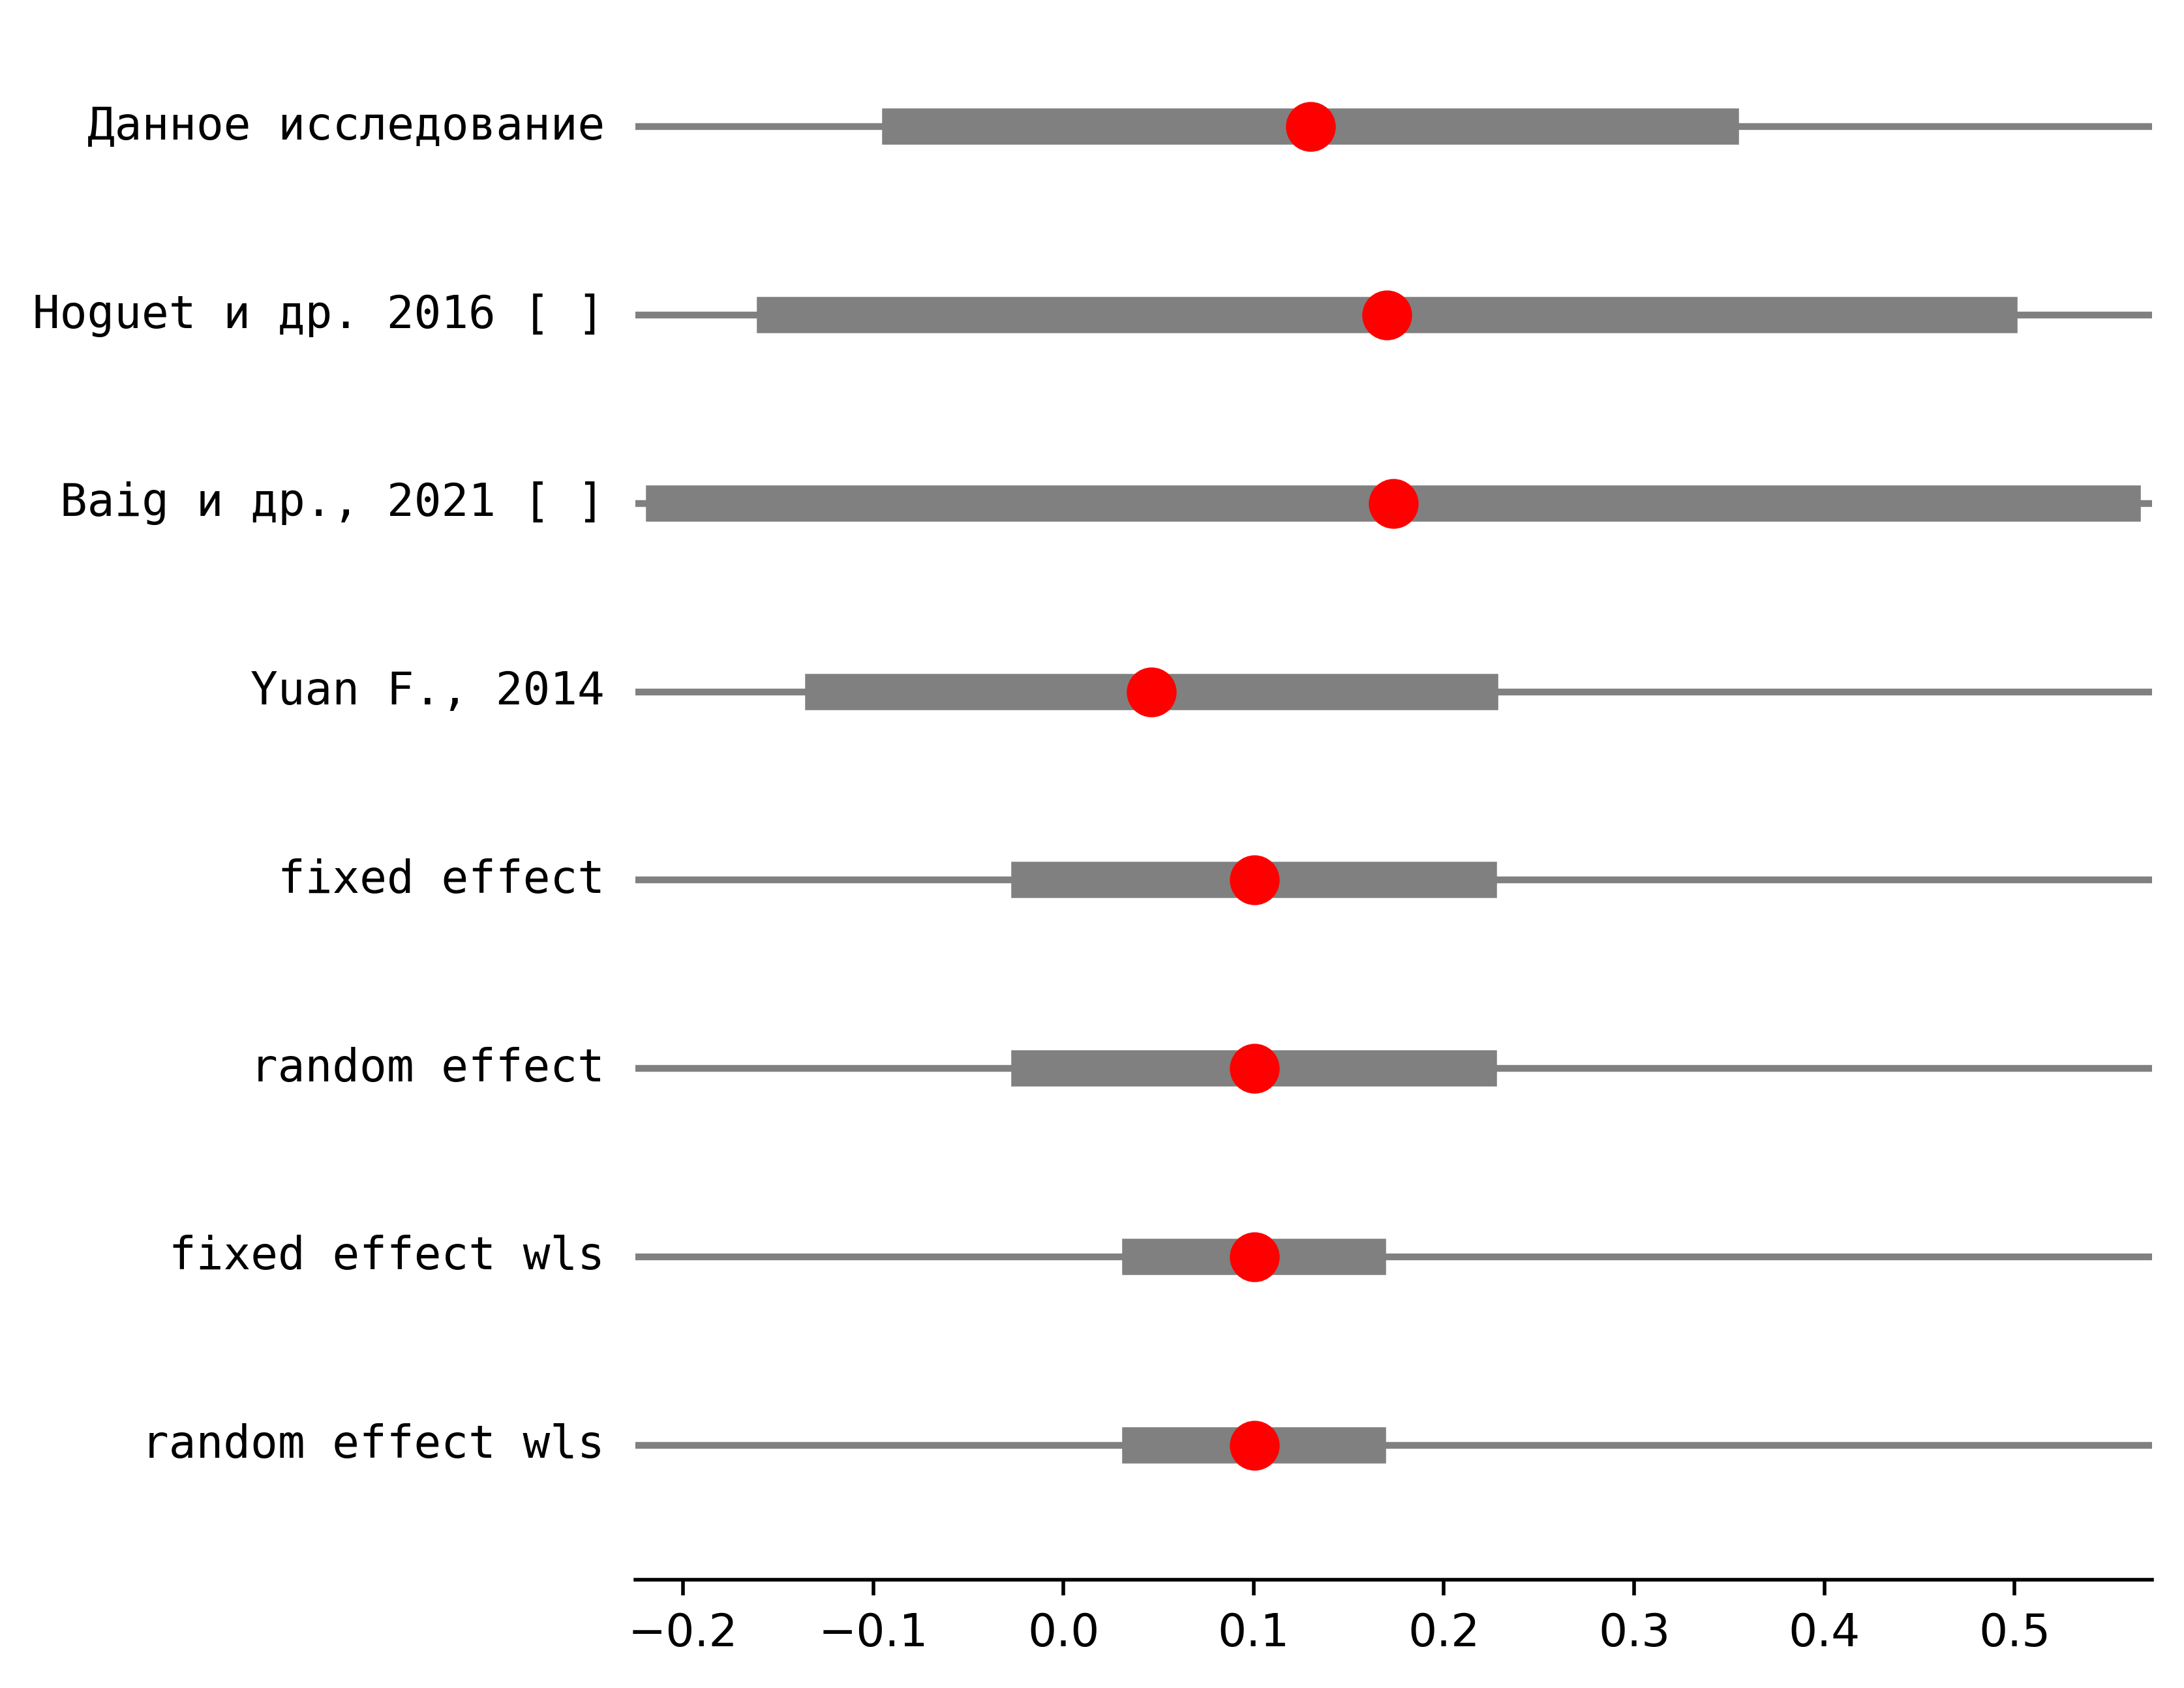 Данное исследование
Hoguet и др. 2016 [ ]
Baig и др., 2021 [ ]
Yuan F., 2014
fixed effect
random effect
fixed effect wls
random effect wls
−0.2 −0.1 0.0 0.1 0.2 0.3 0.4 0.5